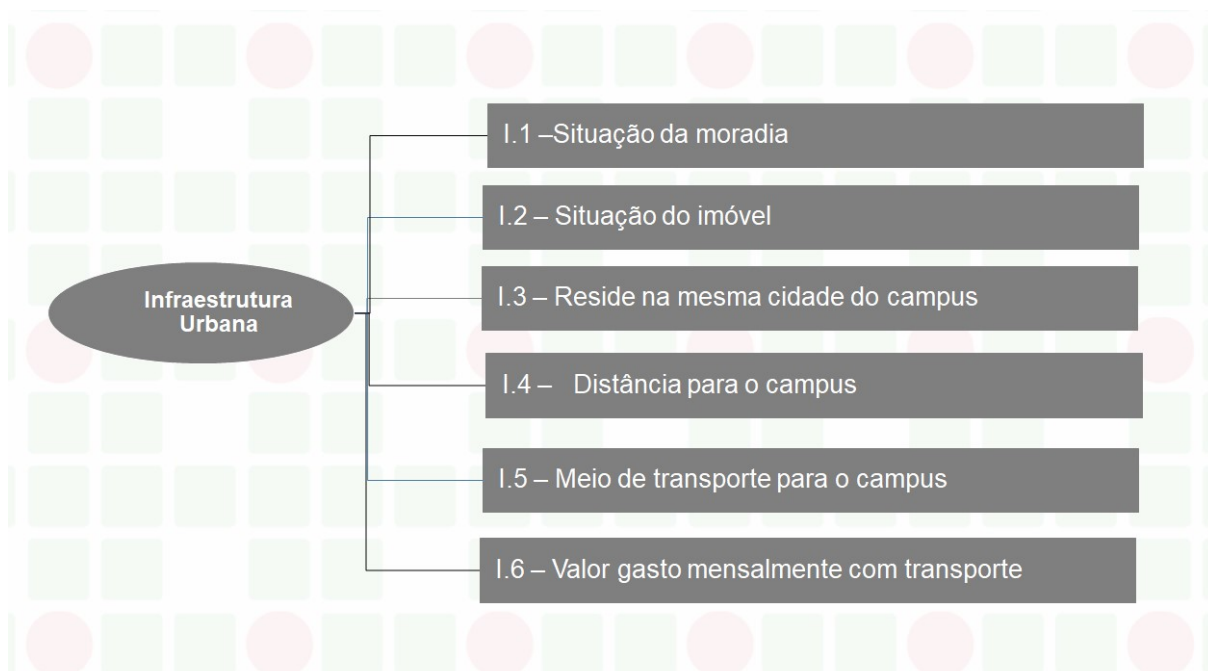 I.1 –Situação da moradia
I.2 – Situação do imóvel
Infraestrutura
Urbana
I.3 – Reside na mesma cidade do campus
I.4 – Distância para o campus
I.5 – Meio de transporte para o campus
I.6 – Valor gasto mensalmente com transporte